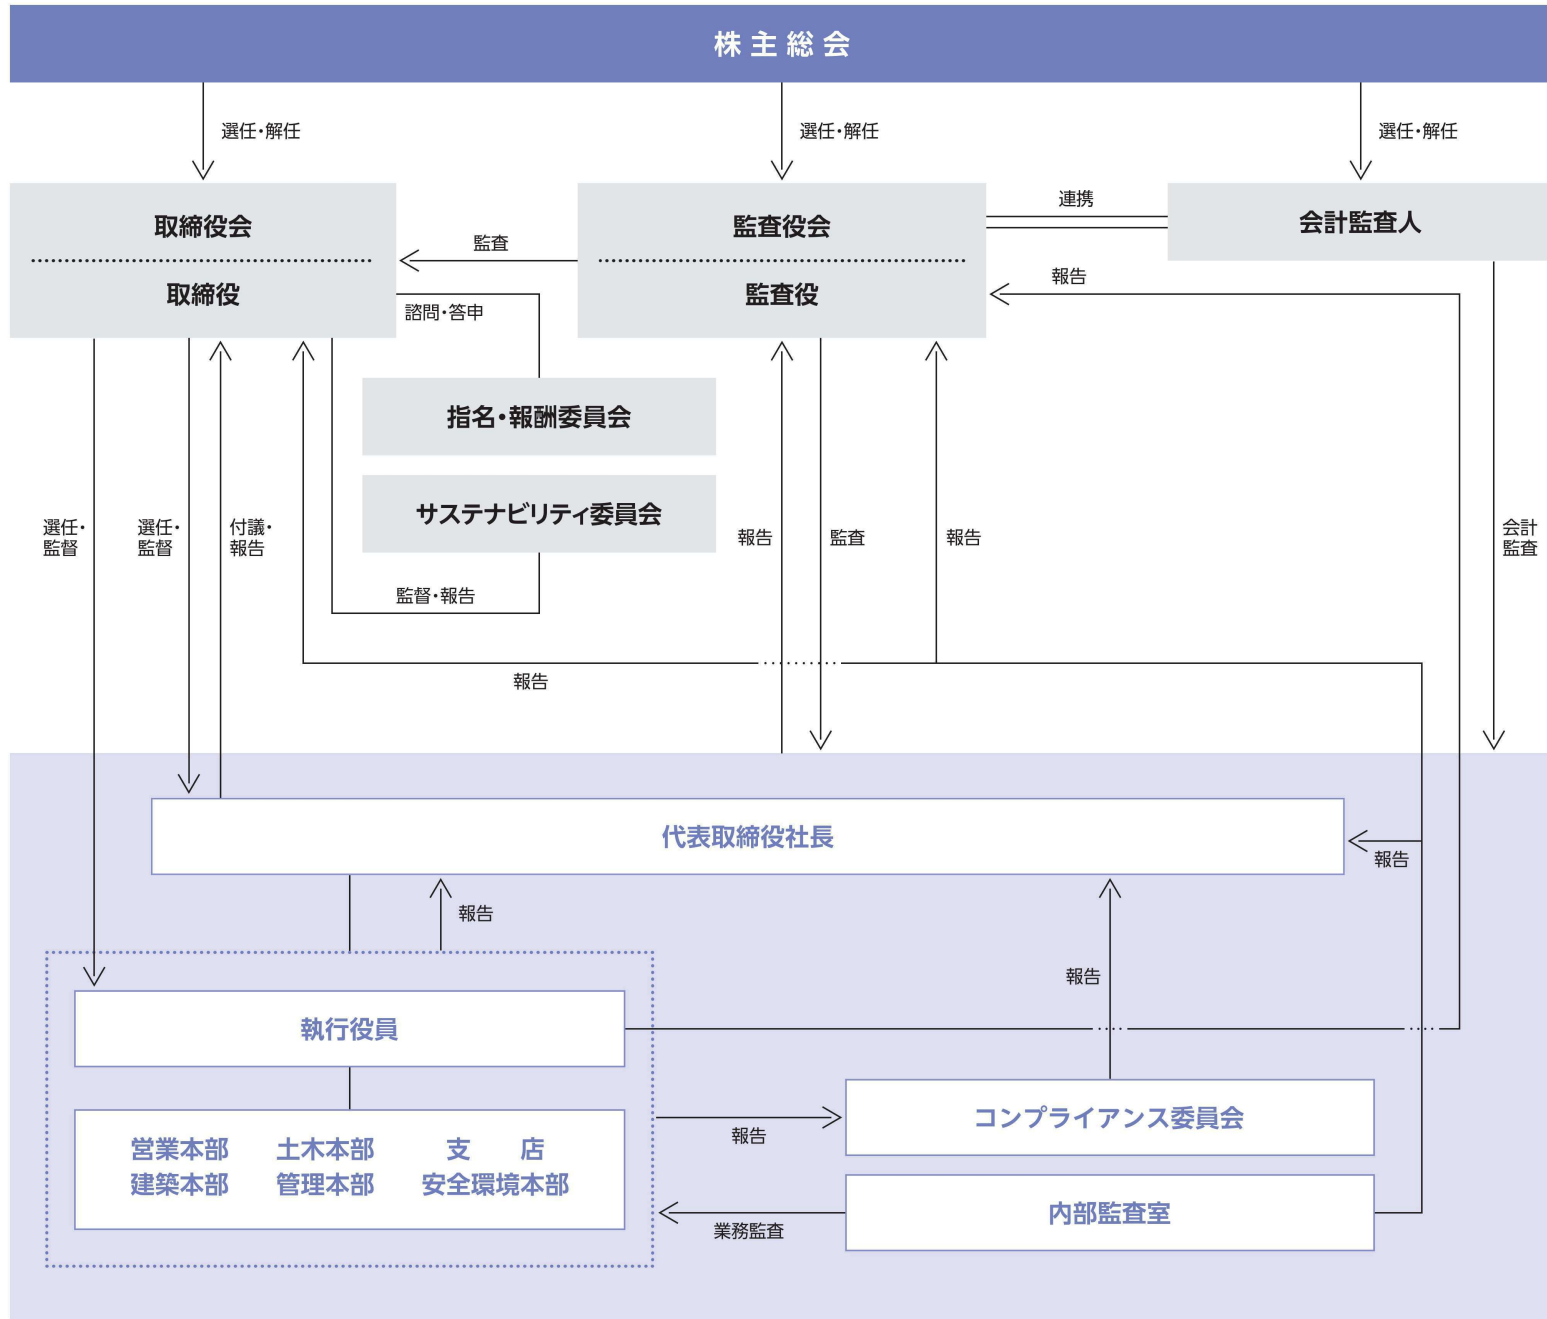 株主総会
選任・解任
選任・解任
選任・解任
取締役会
取締役
監査
監査役会
監査役
連携
会計監査人
報告
諮問・答申
指名・報酬委員会
サステナビリティ委員会
監督・報告
選任・
監督
選任・
監督
付議・
報告
報告
監査
報告
会計
監査
報告
代表取締役社長
報告
報告
報告
執行役員
営業本部 土木本部 支 店
建築本部 管理本部 安全環境本部
報告
コンプライアンス委員会
業務監査
内部監査室